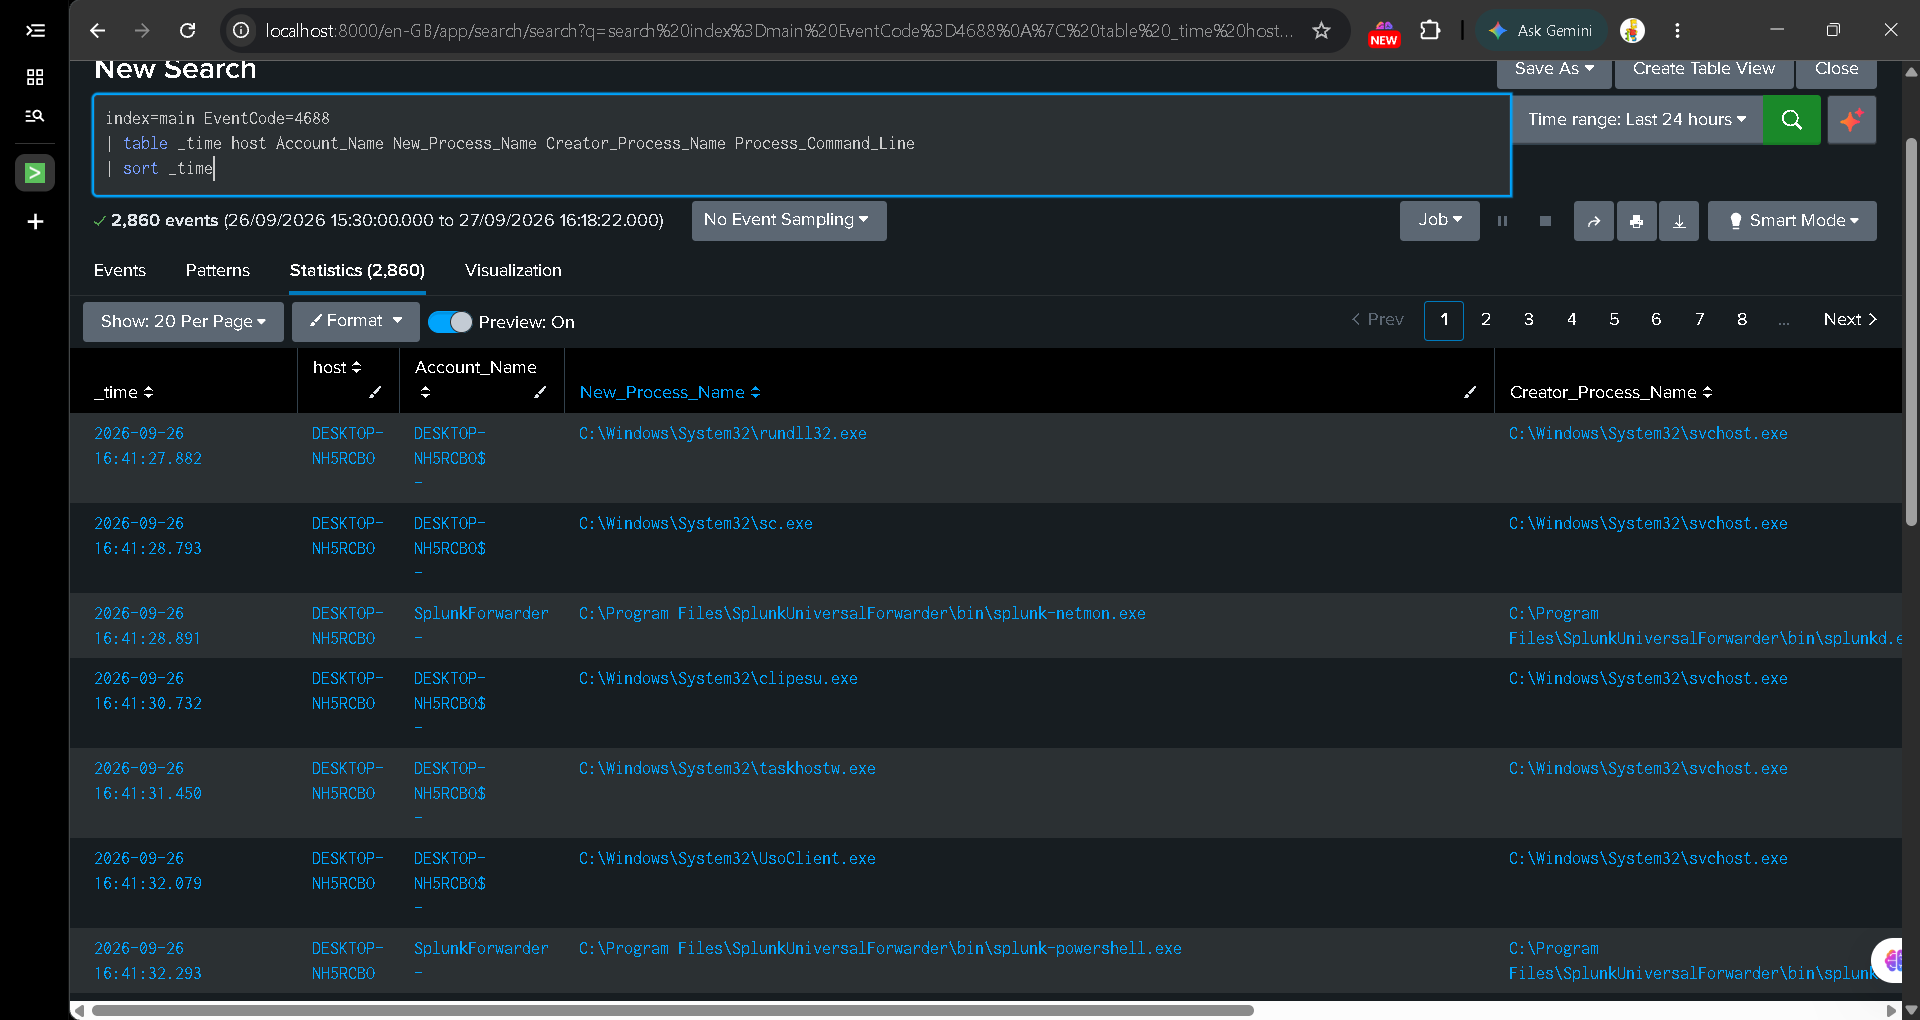 localhost:8000/en-GB/app/search/search?q=search%20index%3Dmain%20EventCode%3D4688%0A%7C%20table%20_time%20host...
NEW
Ask Gemini
New Search
Save As
Create Table View
Close
index=main EventCode=4688
| table _time host Account_Name New_Process_Name Creator_Process_Name Process_Command_Line
| sort _time
Time range: Last 24 hours
2,860 events (26/09/2026 15:30:00.000 to 27/09/2026 16:18:22.000)
No Event Sampling
Job
Smart Mode
Events
Patterns
Statistics (2,860)
Visualization
Show: 20 Per Page
Format
Preview: On
Prev
1
2
3
4
5
6
7
8
...
Next
_time
host
Account_Name
New_Process_Name
Creator_Process_Name
2026-09-26
16:41:27.882
DESKTOP-
NH5RCBO
DESKTOP-
NH5RCBO$
-
C:\Windows\System32\rundll32.exe
C:\Windows\System32\svchost.exe
2026-09-26
16:41:28.793
DESKTOP-
NH5RCBO
DESKTOP-
NH5RCBO$
-
C:\Windows\System32\sc.exe
C:\Windows\System32\svchost.exe
2026-09-26
16:41:28.891
DESKTOP-
NH5RCBO
SplunkForwarder
-
C:\Program Files\SplunkUniversalForwarder\bin\splunk-netmon.exe
C:\Program
Files\SplunkUniversalForwarder\bin\splunkd.e
2026-09-26
16:41:30.732
DESKTOP-
NH5RCBO
DESKTOP-
NH5RCBO$
-
C:\Windows\System32\clipesu.exe
C:\Windows\System32\svchost.exe
2026-09-26
16:41:31.450
DESKTOP-
NH5RCBO
DESKTOP-
NH5RCBO$
-
C:\Windows\System32\taskhostw.exe
C:\Windows\System32\svchost.exe
2026-09-26
16:41:32.079
DESKTOP-
NH5RCBO
DESKTOP-
NH5RCBO$
-
C:\Windows\System32\UsoClient.exe
C:\Windows\System32\svchost.exe
2026-09-26
16:41:32.293
DESKTOP-
NH5RCBO
SplunkForwarder
-
C:\Program Files\SplunkUniversalForwarder\bin\splunk-powershell.exe
C:\Program
Files\SplunkUniversalForwarder\bin\splunk